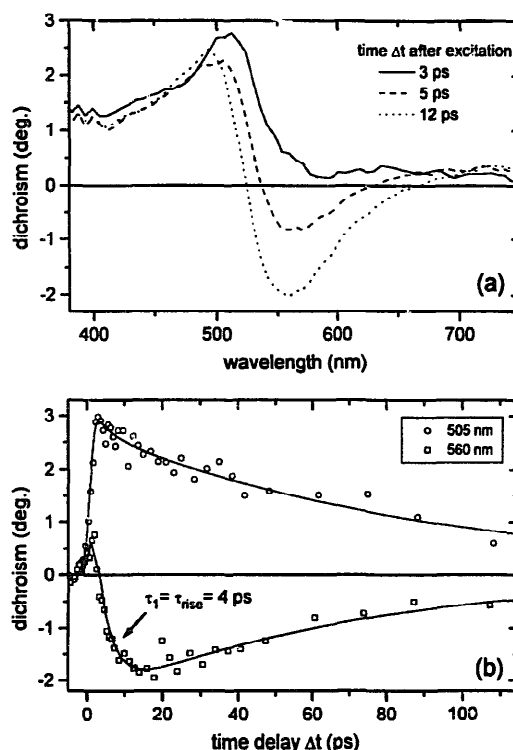 time Δt after excitation
3 ps
5 ps
12 ps
dichroism (deg.)
3
2
1
0
-1
-2
(a)
400 500 600 700
wavelength (nm)
505 nm
560 nm
dichroism (deg.)
3
2
1
0
-1
-2
τ1= τrise= 4 ps
(b)
0 20 40 60 80 100
time delay Δt (ps)